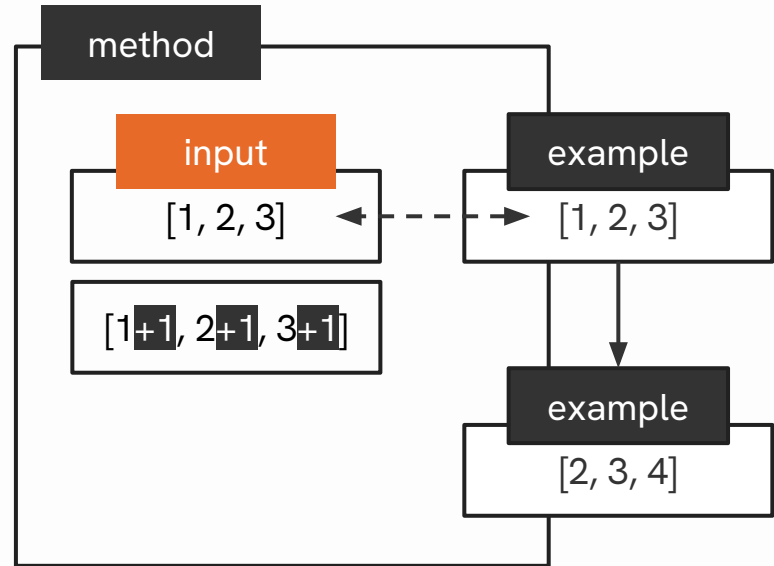 method
input
[1, 2, 3]
[1+1, 2+1, 3+1]
example
[1, 2, 3]
example
[2, 3, 4]